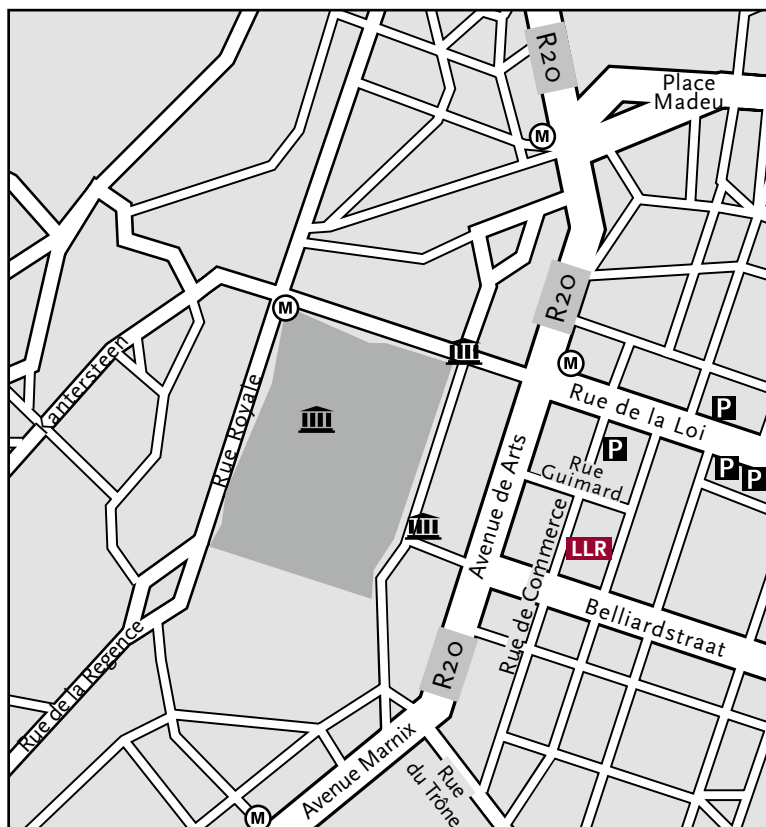 R20
Place
Madeu
M
R20
M
M
Kantersteen
Rue Royale
Rue de la Loi
P
P
P
P
Rue
Guimard
Avenue de Arts
Rue de Commerce
LLR
Belliardstraat
Rue de la Regence
R20
Avenue Marnix
Rue
du Trône
M